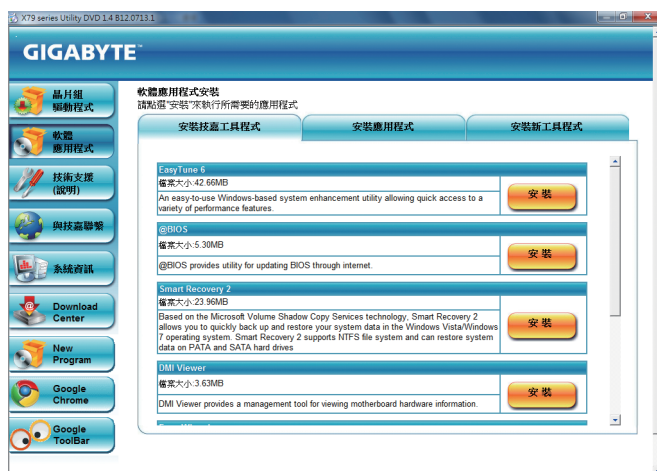 X79 series Utility DVD 1.4 B12.0713.1
GIGABYTE™
晶片組
驅動程式
軟體
應用程式
技術支援
(說明)
與技嘉聯繫
系統資訊
Download
Center
New
Program
Google
Chrome
Google
ToolBar
軟體應用程式安裝
請點選"安裝"來執行所需要的應用程式
安裝技嘉工具程式
安裝應用程式
安裝新工具程式
EasyTune 6
檔案大小:42.66MB
An easy-to-use Windows-based system enhancement utility allowing quick access to a
variety of performance features.
安裝
@BIOS
檔案大小:5.30MB
@BIOS provides utility for updating BIOS through internet.
安裝
Smart Recovery 2
檔案大小:23.96MB
Based on the Microsoft Volume Shadow Copy Services technology, Smart Recovery 2
allows you to quickly back up and restore your system data in the Windows Vista/Windows
7 operating system. Smart Recovery 2 supports NTFS file system and can restore system
data on PATA and SATA hard drives
安裝
DMI Viewer
檔案大小:3.63MB
DMI Viewer provides a management tool for viewing motherboard hardware information.
安裝